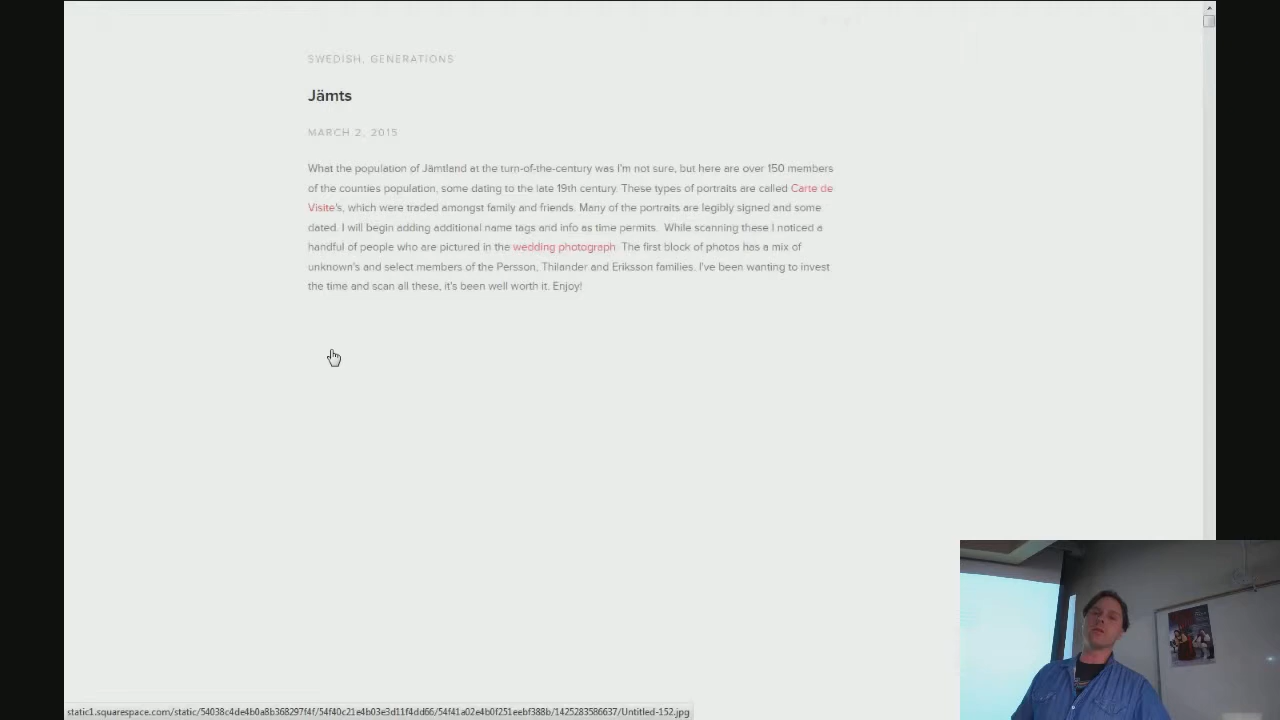 SWEDISH, GENERATIONS
Jämts
MARCH 2, 2015
What the population of Jämtland at the turn-of-the-century was I'm not sure, but here are over 150 members
of the counties population, some dating to the late 19th century. These types of portraits are called Carte de
Visite's, which were traded amongst family and friends. Many of the portraits are legibly signed and some
dated. I will begin adding additional name tags and info as time permits.  While scanning these I noticed a
handful of people who are pictured in the wedding photograph. The first block of photos has a mix of
unknown's and select members of the Persson, Thilander and Eriksson families. I've been wanting to invest
the time and scan all these, it's been well worth it. Enjoy!
static1.squarespace.com/static/54038c4de4b0a8b368297f4f/54f40c21e4b03e3d11f4dd66/54f41a02e4b0f251eebf388b/1425283586637/Untitled-152.jpg